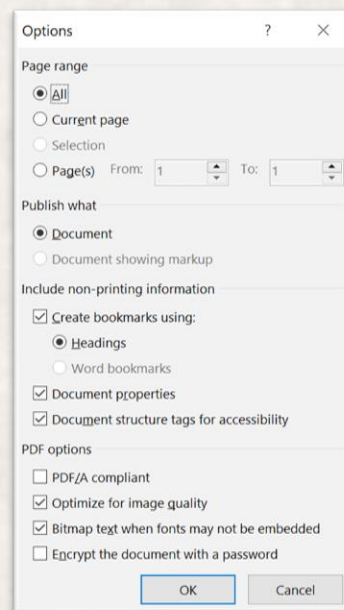 Options ? ×
Page range
All
Current page
Selection
Page(s) From: 1 To: 1
Publish what
Document
Document showing markup
Include non-printing information
Create bookmarks using:
Headings
Word bookmarks
Document properties
Document structure tags for accessibility
PDF options
PDF/A compliant
Optimize for image quality
Bitmap text when fonts may not be embedded
Encrypt the document with a password
OK Cancel